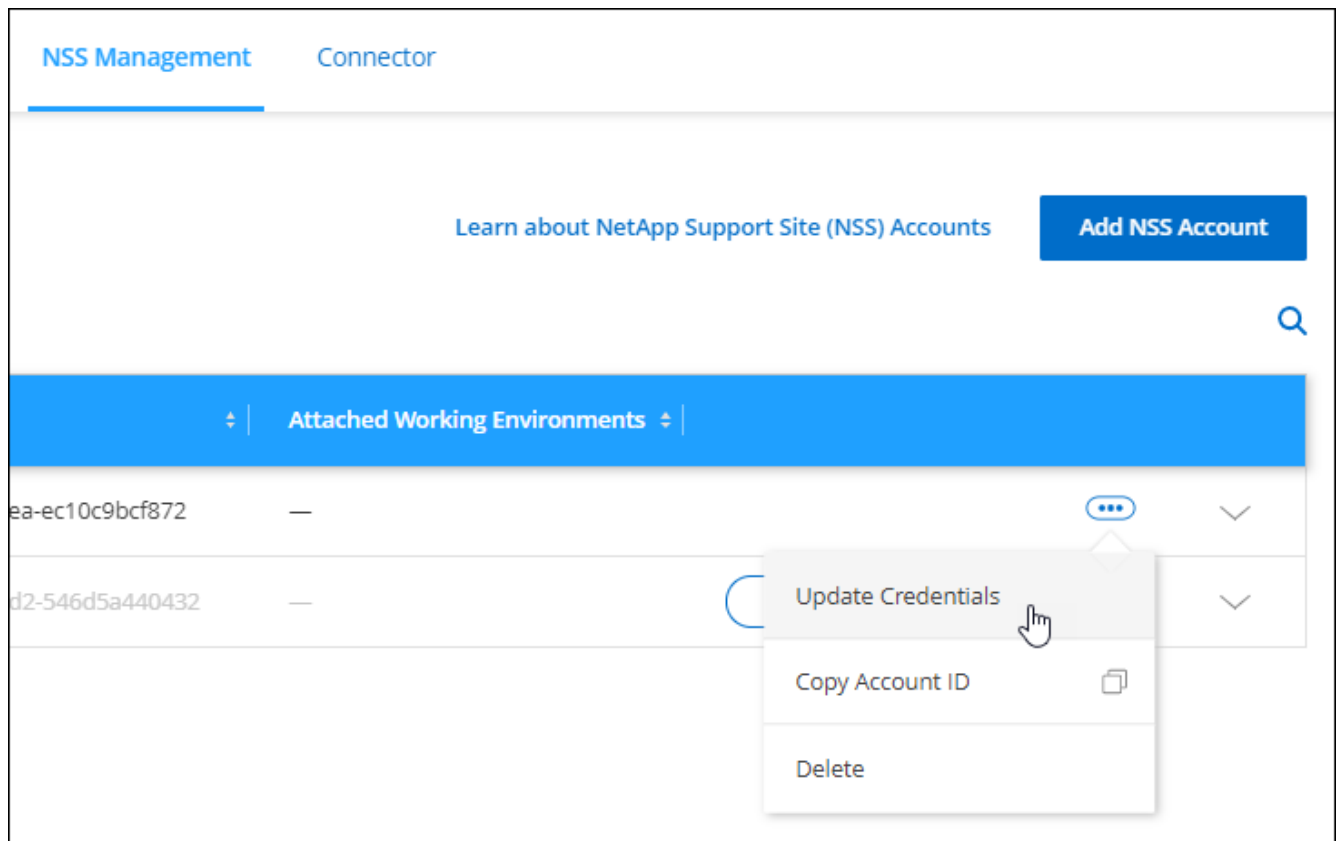 NSS Management Connector
Learn about NetApp Support Site (NSS) Accounts Add NSS Account
Attached Working Environments
ea-ec10c9bcf872 —
Update Credentials
d2-546d5a440432 —
Copy Account ID
Delete